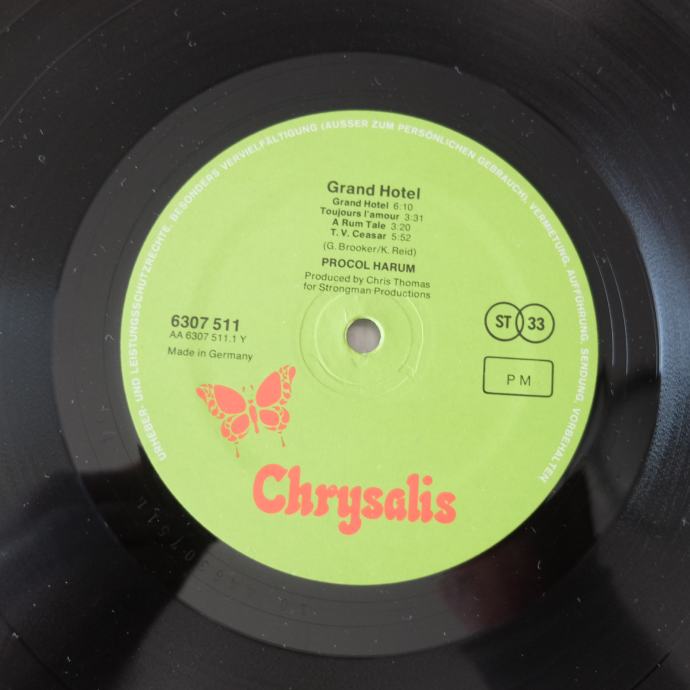 URHEBER- UND LEISTUNGSSCHUTZRECHTE, BESONDERS VERVIELFÄLTIGUNG (AUSSER ZUM PERSÖNLICHEN GEBRAUCH), VERMIETUNG, AUFFÜHRUNG, SENDUNG, VORBEHALTEN
Grand Hotel
Grand Hotel 6:10
Toujours l'amour 3:31
A Rum Tale 3:20
T. V. Ceasar 5:52
(G. Brooker/K. Reid)
PROCOL HARUM
Produced by Chris Thomas
for Strongman Productions
6307 511
AA 6307 511.1 Y
Made in Germany
ST 33
PM
Chrysalis